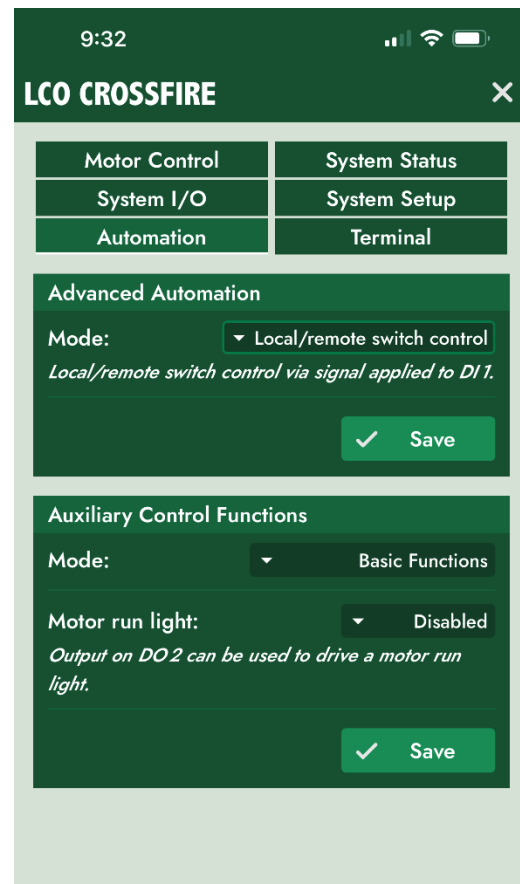 9:32
LCO CROSSFIRE
Motor Control
System Status
System I/O
System Setup
Automation
Terminal
Advanced Automation
Mode: Local/remote switch control
Local/remote switch control via signal applied to DI 1.
Save
Auxiliary Control Functions
Mode: Basic Functions
Motor run light: Disabled
Output on DO 2 can be used to drive a motor run
light.
Save